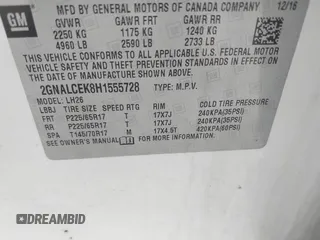 GM
MFD BY GENERAL MOTORS OF CANADA COMPANY 12/16
GVWR GAWR FRT GAWR RR
2250 KG 1175 KG 1240 KG
4960 LB 2590 LB 2733 LB
THIS VEHICLE CONFORMS TO ALL APPLICABLE U.S. FEDERAL
VEHICLE SAFETY, BUMPER, AND THEFT PREVENTION
STANDARDS IN EFFECT ON THE DATE OF MANUFACTURE
SHOWN ABOVE.
2GNALCEK8H1555728 TYPE: M.P.V.
MODEL: LH26
LBBJ TIRE SIZE SPEED RTG RIM COLD TIRE PRESSURE
FRT P225/65R17 T 17X7J 240KPA(35PSI)
RR P225/65R17 T 17X7J 240KPA(35PSI)
SPA T145/70R17 M 17X4.5T 420KPA(60PSI)
SEE OWNER'S MANUAL FOR MORE INFORMATION.
DREAMBID